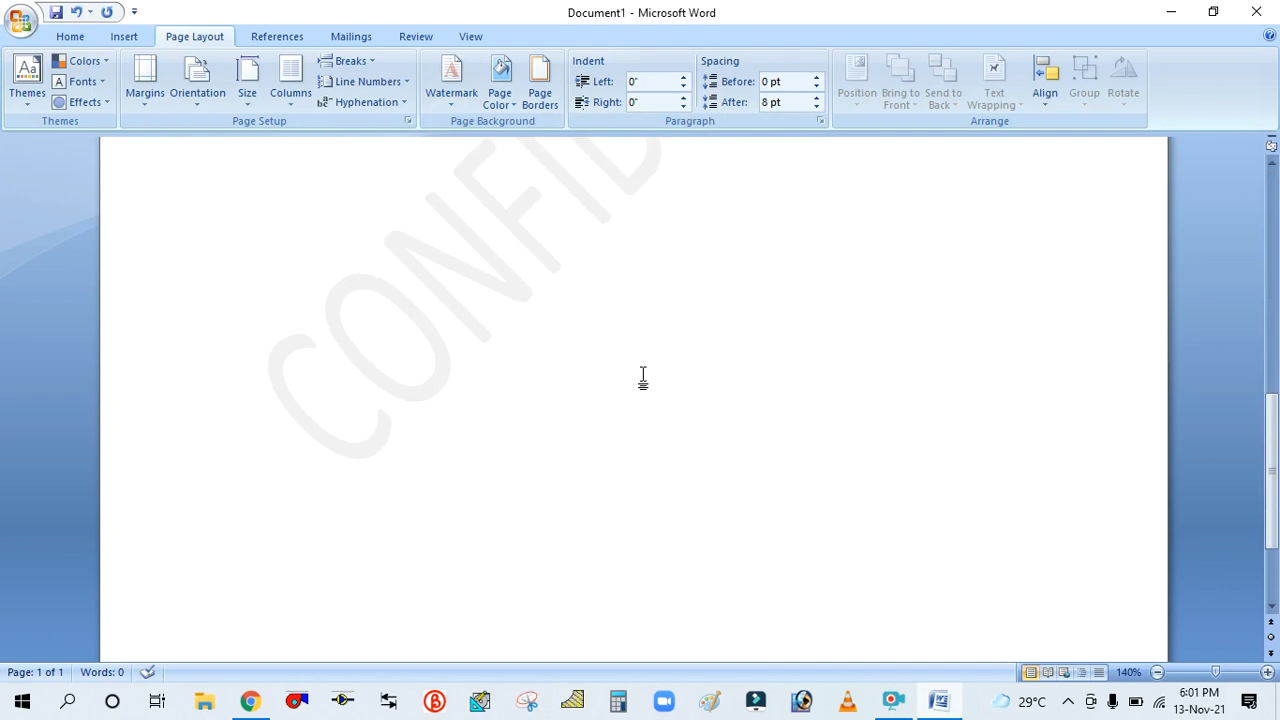 Document1 - Microsoft Word
Home Insert Page Layout References Mailings Review View
Themes
Colors
Fonts
Effects
Themes
Margins
Orientation
Size
Columns
Breaks
Line Numbers
Hyphenation
Page Setup
Watermark
Page
Color
Page
Borders
Page Background
Indent
Left: 0"
Right: 0"
Spacing
Before: 0 pt
After: 8 pt
Paragraph
Position
Bring to
Front
Send to
Back
Text
Wrapping
Align
Group
Rotate
Arrange
CONFID
Page: 1 of 1 Words: 0
140%
29°C
6:01 PM
13-Nov-21